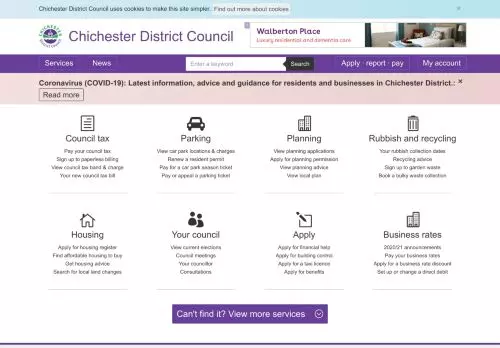 Chichester District Council uses cookies to make this site simpler. Find out more about cookies ×
CHICHESTER
Chichester District Council
Walberton Place
Luxury residential and dementia care
Services News Enter a keyword Search Apply · report · pay My account
Coronavirus (COVID-19): Latest information, advice and guidance for residents and businesses in Chichester District.: ×
Read more
Council tax
Pay your council tax
Sign up to paperless billing
View council tax band & charge
Your new council tax bill
Parking
View car park locations & charges
Renew a resident permit
Pay for a car park season ticket
Pay or appeal a parking ticket
Planning
View planning applications
Apply for planning permission
View planning advice
View local plan
Rubbish and recycling
Your rubbish collection dates
Recycling advice
Sign up to garden waste
Book a bulky waste collection
Housing
Apply for housing register
Find affordable housing to buy
Get housing advice
Search for local land changes
Your council
View current elections
Council meetings
Your councillor
Consultations
Apply
Apply for financial help
Apply for building control
Apply for a taxi licence
Apply for benefits
Business rates
2020/21 announcements
Pay your business rates
Apply for a business rate discount
Set up or change a direct debit
Can't find it? View more services